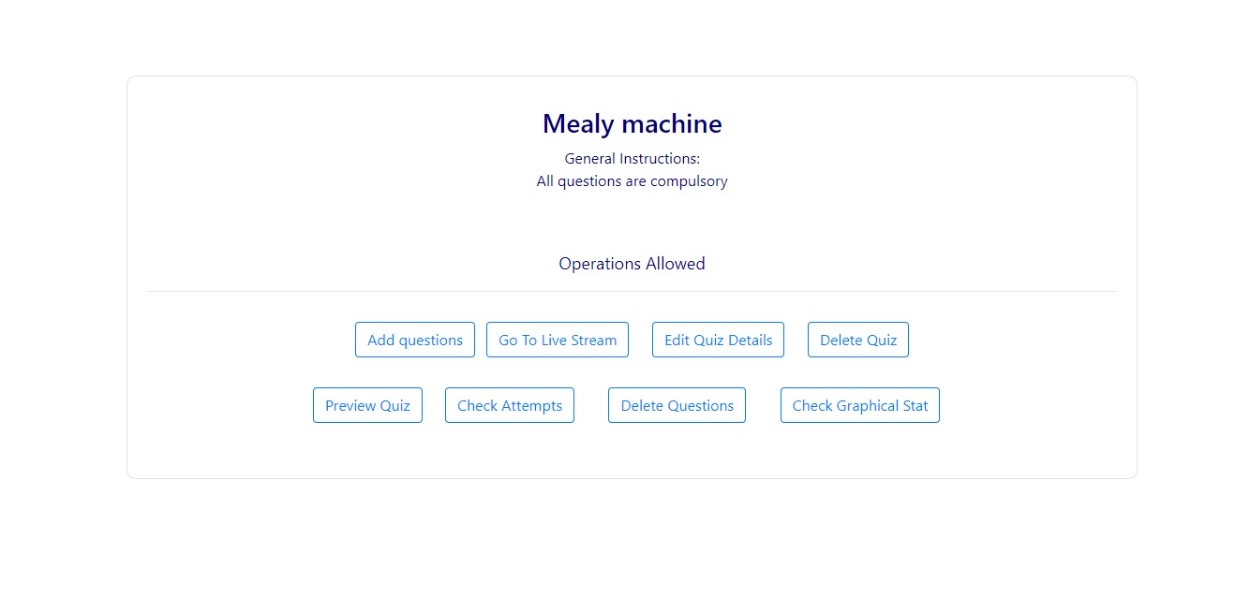 Mealy machine
General Instructions:
All questions are compulsory
Operations Allowed
Add questions Go To Live Stream Edit Quiz Details Delete Quiz
Preview Quiz Check Attempts Delete Questions Check Graphical Stat